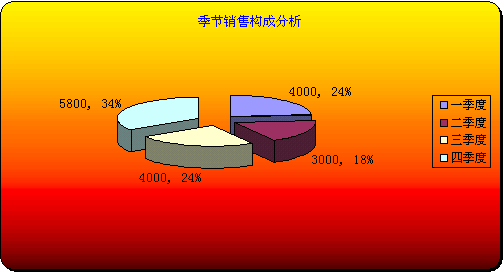 季节销售构成分析
4000, 24%
5800, 34%
3000, 18%
4000, 24%
一季度
二季度
三季度
四季度